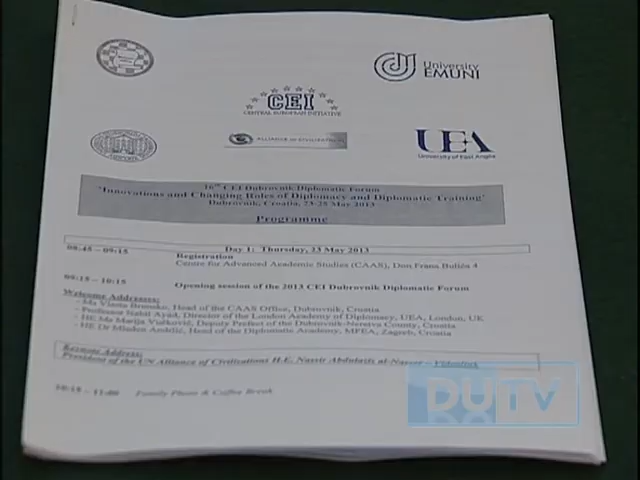 University
EMUNI
CEI
CENTRAL EUROPEAN INITIATIVE
ALLIANCE OF CIVILIZATIONS
UEA
University of East Anglia
16th CEI Dubrovnik Diplomatic Forum
'Innovations and Changing Roles of Diplomacy and Diplomatic Training'
Dubrovnik, Croatia, 23-25 May 2013
Programme
Day 1: Thursday, 23 May 2013
08:45 – 09:15
Registration
Centre for Advanced Academic Studies (CAAS), Don Frana Bulića 4
09:15 – 10:15
Opening session of the 2013 CEI Dubrovnik Diplomatic Forum
Welcome Addresses:
- Ms Vlasta Brunsko, Head of the CAAS Office, Dubrovnik, Croatia
- Professor Nabil Ayad, Director of the London Academy of Diplomacy, UEA, London, UK
- HE Ms Marija Vučković, Deputy Prefect of the Dubrovnik-Neretva County, Croatia
- HE Dr Mladen Andrlić, Head of the Diplomatic Academy, MFEA, Zagreb, Croatia
Keynote Address:
President of the UN Alliance of Civilizations H.E. Nassir Abdulaziz al-Nasser –
10:15 – 11:00 Family Photo & Coffee Break
DUTV